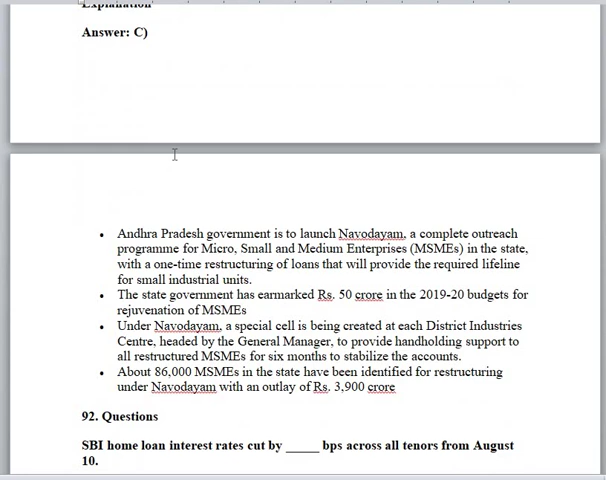 Explanation
Answer: C)
• Andhra Pradesh government is to launch Navodayam, a complete outreach
programme for Micro, Small and Medium Enterprises (MSMEs) in the state,
with a one-time restructuring of loans that will provide the required lifeline
for small industrial units.
• The state government has earmarked Rs. 50 crore in the 2019-20 budgets for
rejuvenation of MSMEs
• Under Navodayam, a special cell is being created at each District Industries
Centre, headed by the General Manager, to provide handholding support to
all restructured MSMEs for six months to stabilize the accounts.
• About 86,000 MSMEs in the state have been identified for restructuring
under Navodayam with an outlay of Rs. 3,900 crore
92. Questions
SBI home loan interest rates cut by _____ bps across all tenors from August
10.